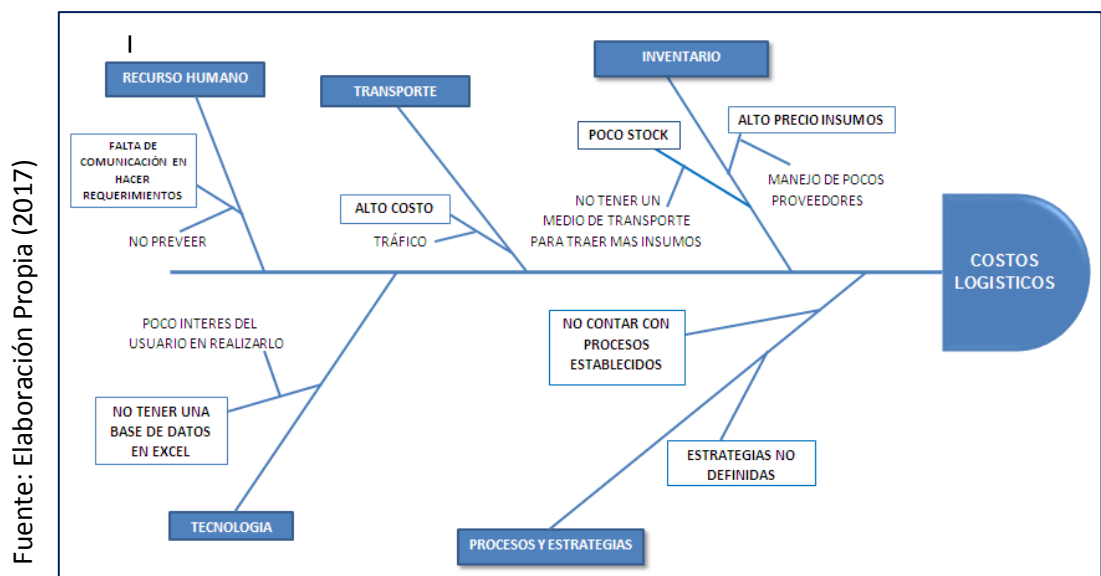 Fuente: Elaboración Propia (2017)
I
RECURSO HUMANO
FALTA DE
COMUNICACIÓN EN
HACER
REQUERIMIENTOS
NO PREVEER
TRANSPORTE
ALTO COSTO
TRÁFICO
INVENTARIO
POCO STOCK
NO TENER UN
MEDIO DE TRANSPORTE
PARA TRAER MAS INSUMOS
ALTO PRECIO INSUMOS
MANEJO DE POCOS
PROVEEDORES
COSTOS
LOGISTICOS
POCO INTERES DEL
USUARIO EN REALIZARLO
NO TENER UNA
BASE DE DATOS
EN EXCEL
TECNOLOGIA
NO CONTAR CON
PROCESOS
ESTABLECIDOS
ESTRATEGIAS NO
DEFINIDAS
PROCESOS Y ESTRATEGIAS